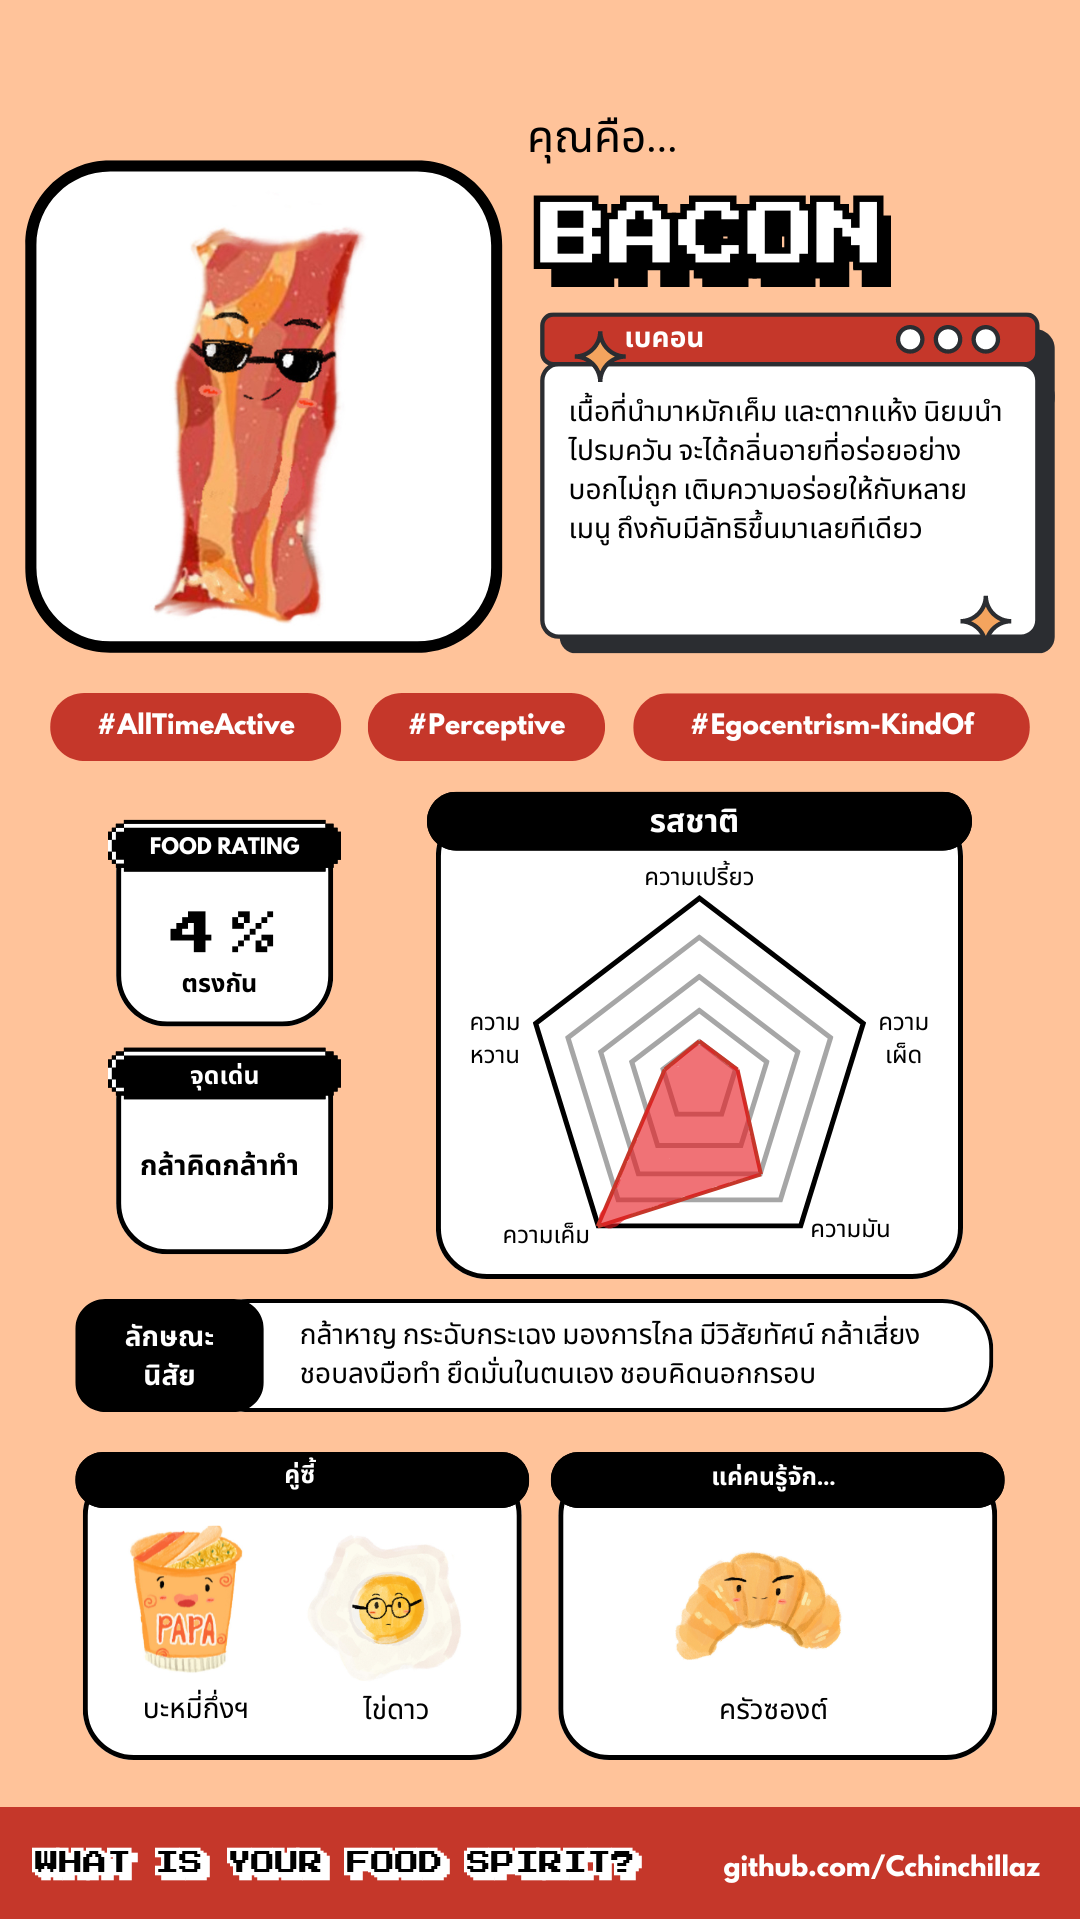 คุณคือ...
BACON
เบคอน
เนื้อที่นำมาหมักเค็ม และตากแห้ง นิยมนำ
ไปรมควัน จะได้กลิ่นอายที่อร่อยอย่าง
บอกไม่ถูก เติมความอร่อยให้กับหลาย
เมนู ถึงกับมีลัทธิขึ้นมาเลยทีเดียว
#AllTimeActive
#Perceptive
#Egocentrism-KindOf
FOOD RATING
4 %
ตรงกัน
จุดเด่น
กล้าคิดกล้าทำ
รสชาติ
ความเปรี้ยว
ความ
หวาน
ความ
เผ็ด
ความเค็ม
ความมัน
ลักษณะ
นิสัย
กล้าหาญ กระฉับกระเฉง มองการไกล มีวิสัยทัศน์ กล้าเสี่ยง
ชอบลงมือทำ ยึดมั่นในตนเอง ชอบคิดนอกกรอบ
คู่ซี้
PAPA
บะหมี่กึ่งฯ
ไข่ดาว
แค่คนรู้จัก...
ครัวซองต์
WHAT IS YOUR FOOD SPIRIT?
github.com/Cchinchillaz